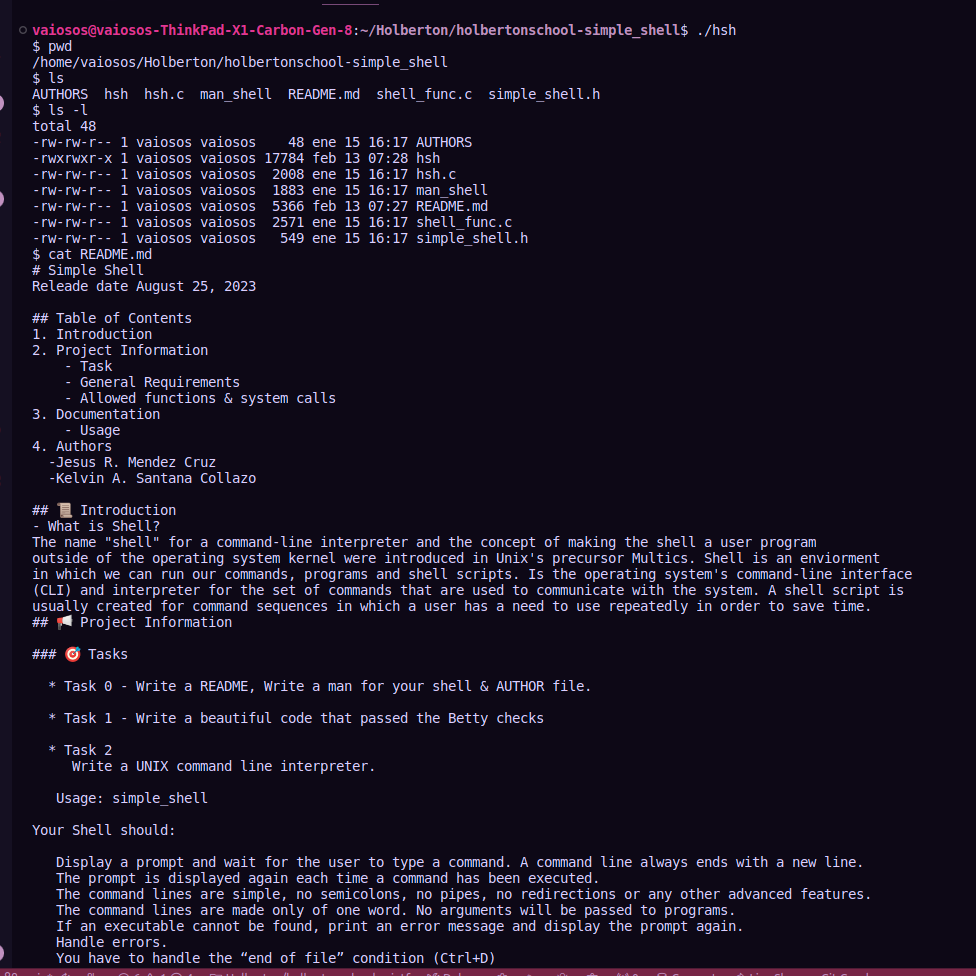 vaiosos@vaiosos-ThinkPad-X1-Carbon-Gen-8:~/Holberton/holbertonschool-simple_shell$ ./hsh
$ pwd
/home/vaiosos/Holberton/holbertonschool-simple_shell
$ ls
AUTHORS  hsh  hsh.c  man_shell  README.md  shell_func.c  simple_shell.h
$ ls -l
total 48
-rw-rw-r-- 1 vaiosos vaiosos    48 ene 15 16:17 AUTHORS
-rwxrwxr-x 1 vaiosos vaiosos 17784 feb 13 07:28 hsh
-rw-rw-r-- 1 vaiosos vaiosos  2008 ene 15 16:17 hsh.c
-rw-rw-r-- 1 vaiosos vaiosos  1883 ene 15 16:17 man_shell
-rw-rw-r-- 1 vaiosos vaiosos  5366 feb 13 07:27 README.md
-rw-rw-r-- 1 vaiosos vaiosos  2571 ene 15 16:17 shell_func.c
-rw-rw-r-- 1 vaiosos vaiosos   549 ene 15 16:17 simple_shell.h
$ cat README.md
# Simple Shell
Releade date August 25, 2023
## Table of Contents
1. Introduction
2. Project Information
- Task
- General Requirements
- Allowed functions & system calls
3. Documentation
- Usage
4. Authors
-Jesus R. Mendez Cruz
-Kelvin A. Santana Collazo
## 📜 Introduction
- What is Shell?
The name "shell" for a command-line interpreter and the concept of making the shell a user program
outside of the operating system kernel were introduced in Unix's precursor Multics. Shell is an enviorment
in which we can run our commands, programs and shell scripts. Is the operating system's command-line interface
(CLI) and interpreter for the set of commands that are used to communicate with the system. A shell script is
usually created for command sequences in which a user has a need to use repeatedly in order to save time.
## 📢 Project Information
### 🎯 Tasks
* Task 0 - Write a README, Write a man for your shell & AUTHOR file.
* Task 1 - Write a beautiful code that passed the Betty checks
* Task 2
Write a UNIX command line interpreter.
Usage: simple_shell
Your Shell should:
Display a prompt and wait for the user to type a command. A command line always ends with a new line.
The prompt is displayed again each time a command has been executed.
The command lines are simple, no semicolons, no pipes, no redirections or any other advanced features.
The command lines are made only of one word. No arguments will be passed to programs.
If an executable cannot be found, print an error message and display the prompt again.
Handle errors.
You have to handle the “end of file” condition (Ctrl+D)